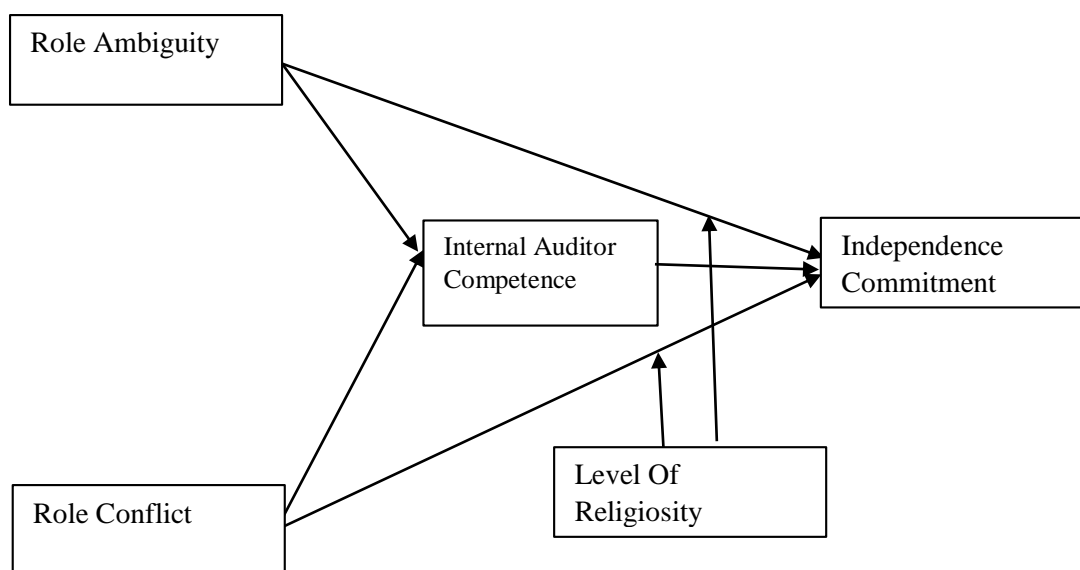 Role Ambiguity
Internal Auditor
Competence
Independence
Commitment
Level Of
Religiosity
Role Conflict